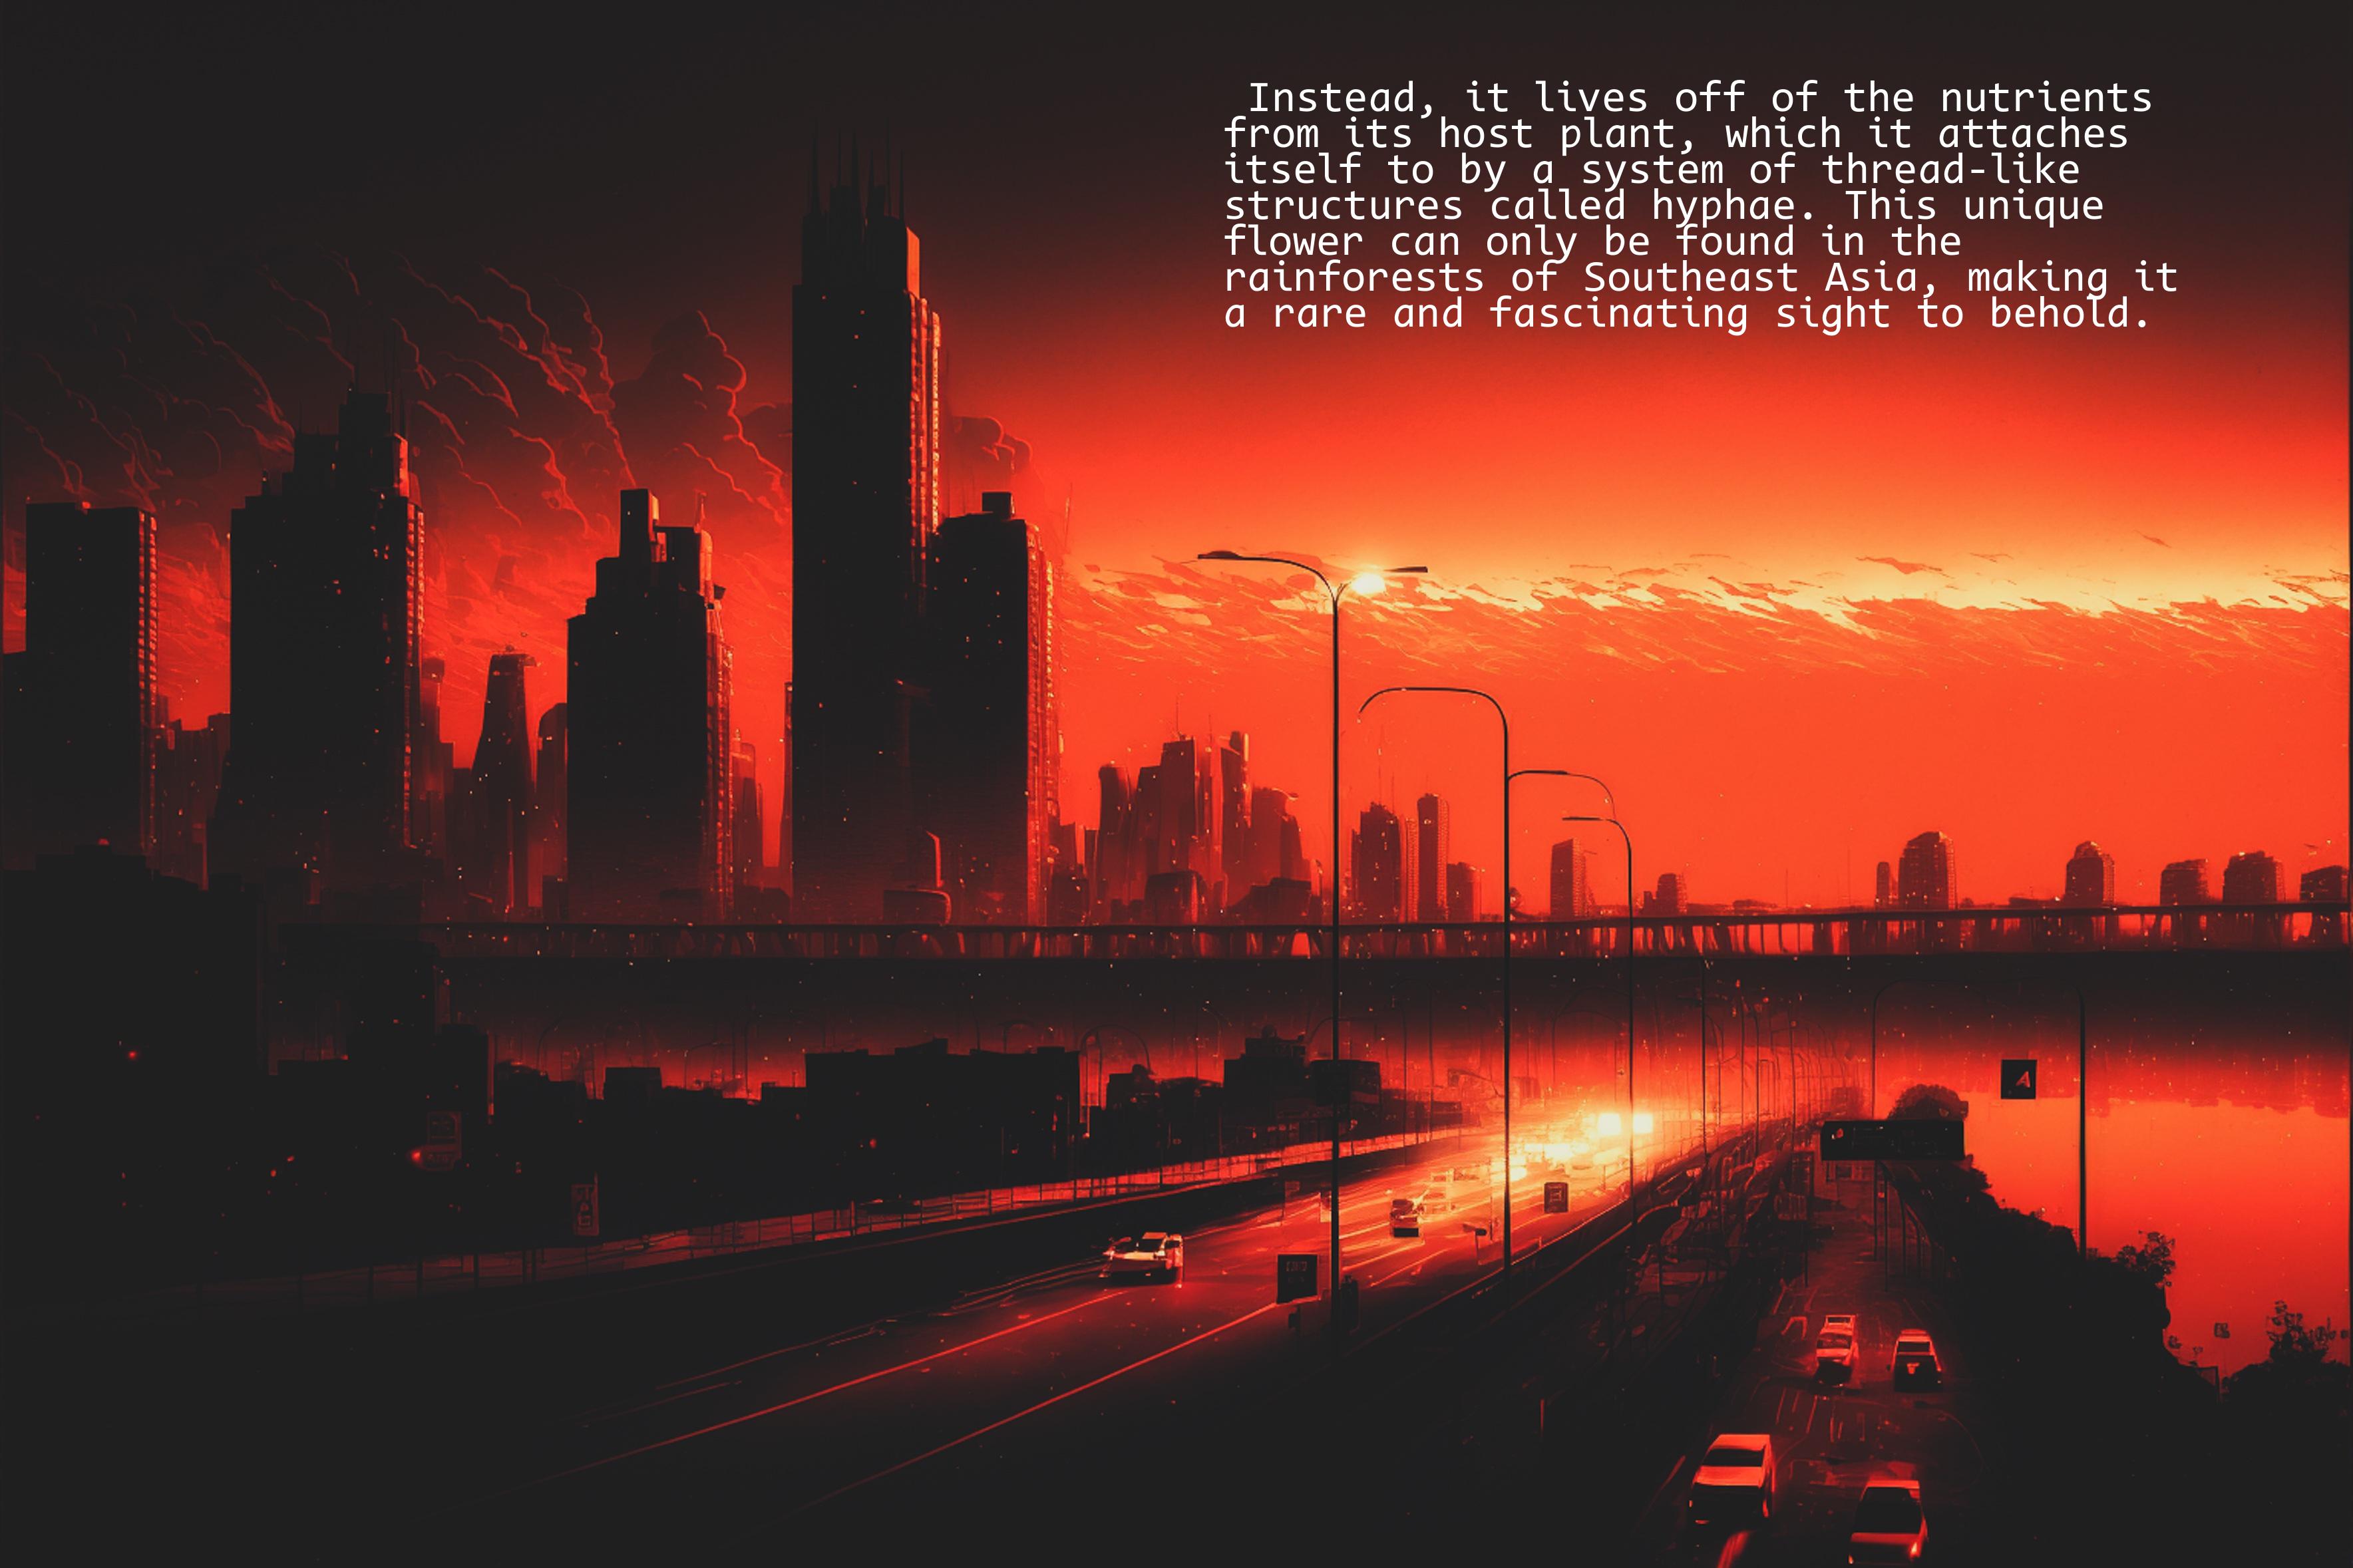 Instead, it lives off of the nutrients
from its host plant, which it attaches
itself to by a system of thread-like
structures called hyphae. This unique
flower can only be found in the
rainforests of Southeast Asia, making it
a rare and fascinating sight to behold.